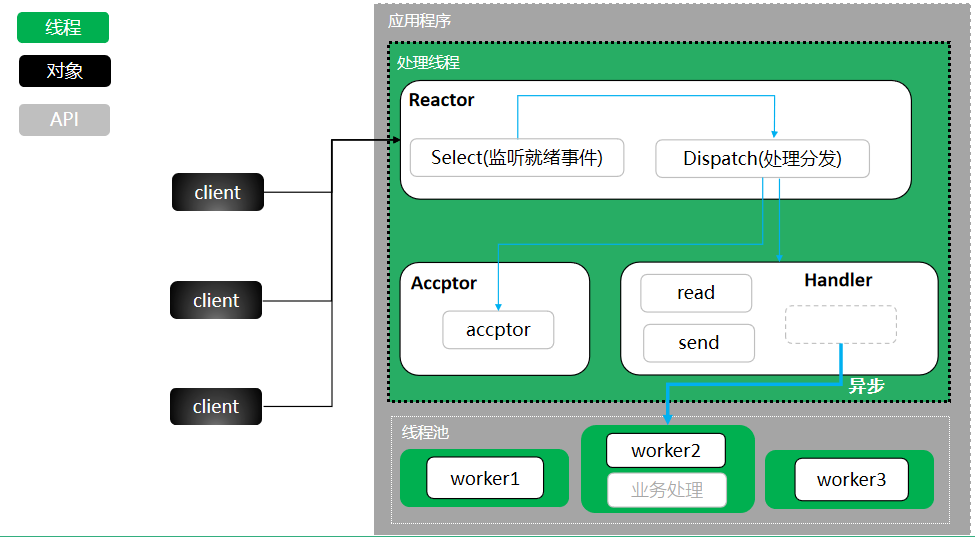 线程
对象
API
client
client
client
应用程序
处理线程
Reactor
Select(监听就绪事件)
Dispatch(处理分发)
Accptor
accptor
Handler
read
send
异步
线程池
worker1
worker2
业务处理
worker3